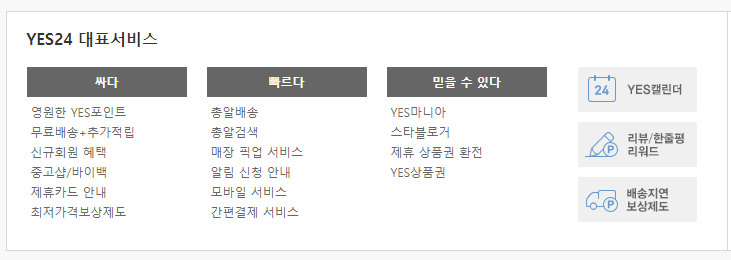 YES24 대표서비스
싸다
영원한 YES포인트
무료배송+추가적립
신규회원 혜택
중고샵/바이백
제휴카드 안내
최저가격보상제도
빠르다
총알배송
총알검색
매장 픽업 서비스
알림 신청 안내
모바일 서비스
간편결제 서비스
믿을 수 있다
YES마니아
스타블로거
제휴 상품권 환전
YES상품권
24
YES캘린더
P
리뷰/한줄평
리워드
P
배송지연
보상제도